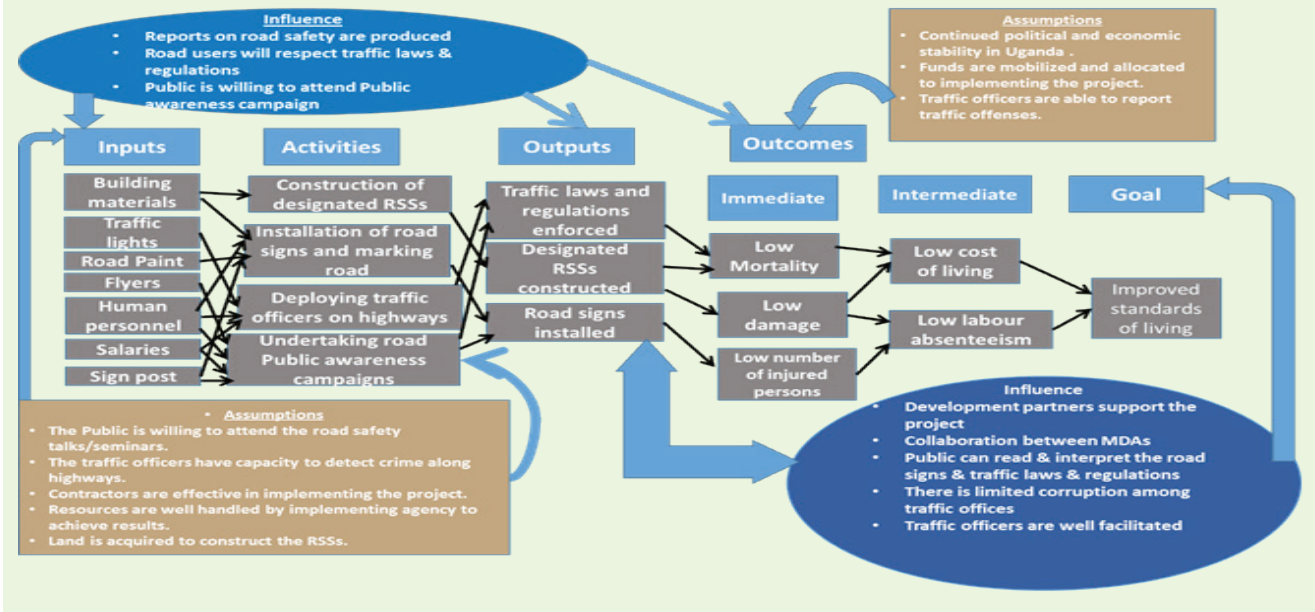 Influence
• Reports on road safety are produced
• Road users will respect traffic laws &
regulations
• Public is willing to attend Public
awareness campaign
Assumptions
• Continued political and economic
stability in Uganda .
• Funds are mobilized and allocated
to implementing the project.
• Traffic officers are able to report
traffic offenses.
Inputs
Activities
Outputs
Outcomes
Immediate
Intermediate
Goal
Building
materials
Traffic
lights
Road Paint
Flyers
Human
personnel
Salaries
Sign post
Construction of
designated RSSs
Installation of road
signs and marking
road
Deploying traffic
officers on highways
Undertaking road
Public awareness
campaigns
Traffic laws and
regulations
enforced
Designated
RSSs
constructed
Road signs
installed
Low
Mortality
Low
damage
Low number
of injured
persons
Low cost
of living
Low labour
absenteeism
Improved
standards
of living
• Assumptions
• The Public is willing to attend the road safety
talks/seminars.
• The traffic officers have capacity to detect crime along
highways.
• Contractors are effective in implementing the project.
• Resources are well handled by implementing agency to
achieve results.
• Land is acquired to construct the RSSs.
Influence
• Development partners support the
project
• Collaboration between MDAs
• Public can read & interpret the road
signs & traffic laws & regulations
• There is limited corruption among
traffic offices
• Traffic officers are well facilitated